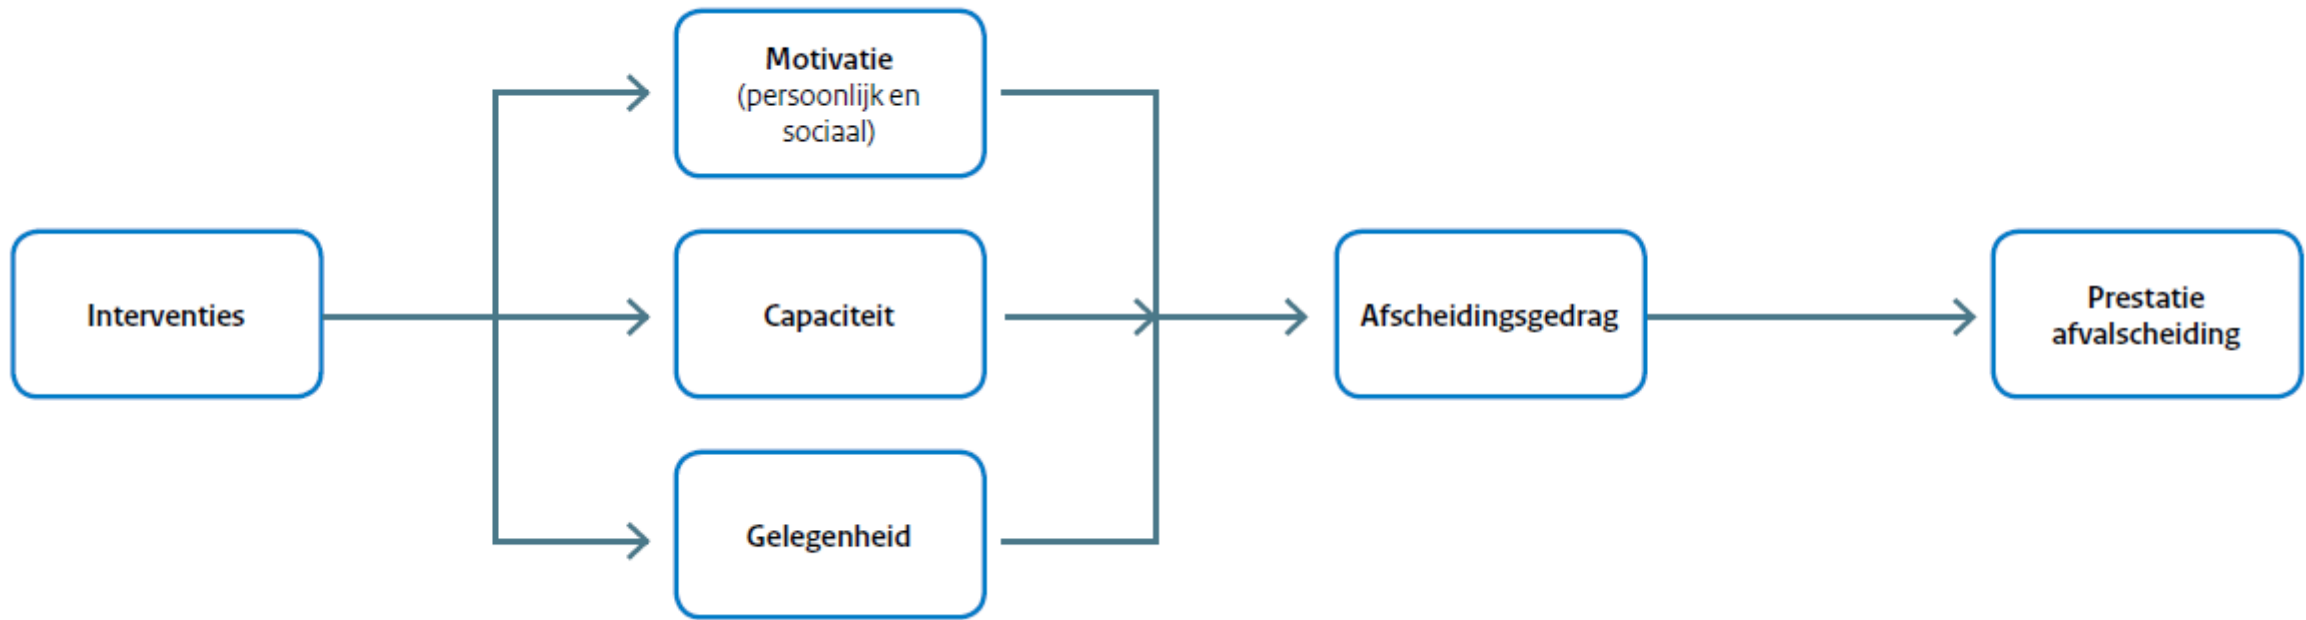 Interventies
Motivatie
(persoonlijk en
sociaal)
Capaciteit
Gelegenheid
Afscheidingsgedrag
Prestatie
afvalscheiding